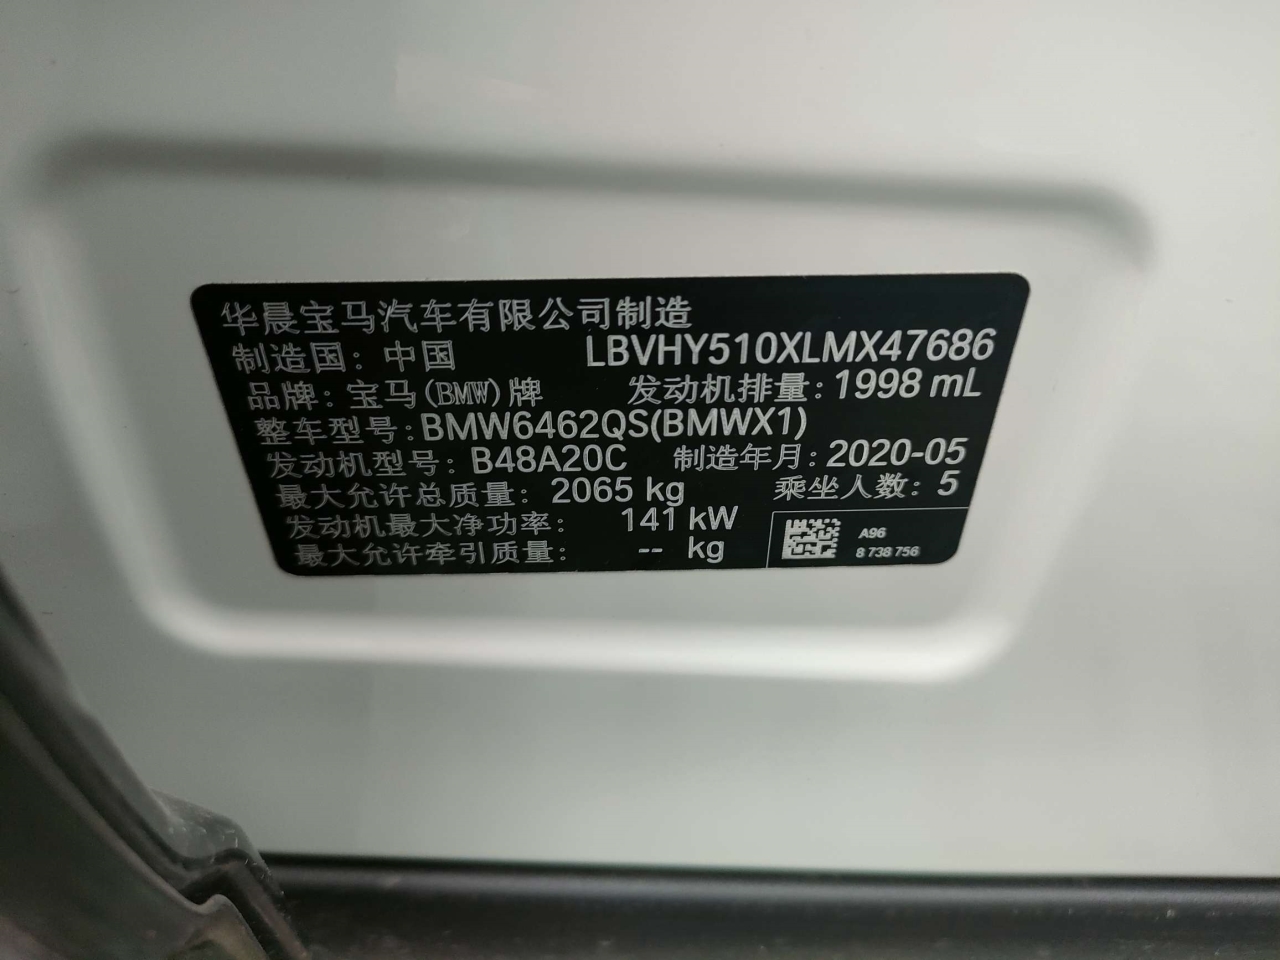 华晨宝马汽车有限公司制造
制造国：中国 LBVHY510XLMX47686
品牌：宝马(BMW)牌 发动机排量：1998 mL
整车型号：BMW6462QS(BMWX1)
发动机型号：B48A20C 制造年月：2020-05
最大允许总质量：2065 kg 乘坐人数：5
发动机最大净功率： 141 kW
最大允许牵引质量： -- kg
A96
8 738 756